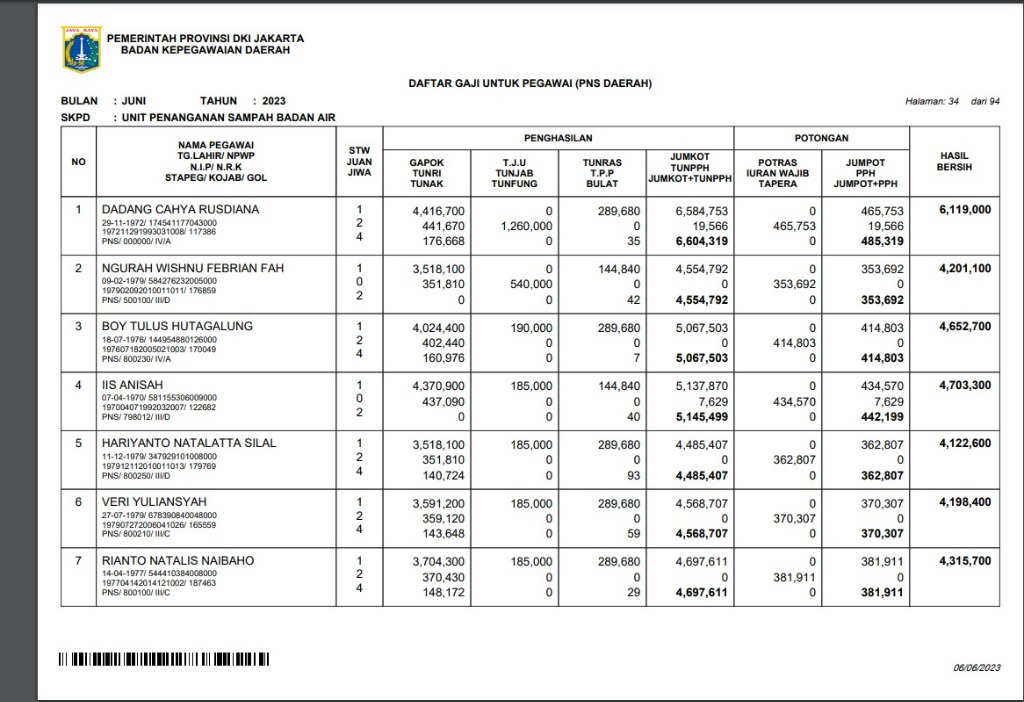 JAYA RAYA
PEMERINTAH PROVINSI DKI JAKARTA
BADAN KEPEGAWAIAN DAERAH
DAFTAR GAJI UNTUK PEGAWAI (PNS DAERAH)
BULAN : JUNI TAHUN : 2023
Halaman: 34 dari 94
SKPD : UNIT PENANGANAN SAMPAH BADAN AIR
NO
NAMA PEGAWAI
TG.LAHIR/ NPWP
N.I.P/ N.R.K
STAPEG/ KOJAB/ GOL
STW
JUAN
JIWA
PENGHASILAN
GAPOK
TUNRI
TUNAK
T.J.U
TUNJAB
TUNFUNG
TUNRAS
T.P.P
BULAT
JUMKOT
TUNPPH
JUMKOT+TUNPPH
POTONGAN
POTRAS
IURAN WAJIB
TAPERA
JUMPOT
PPH
JUMPOT+PPH
HASIL
BERSIH
1 DADANG CAHYA RUSDIANA 1 4,416,700 0 289,680 6,584,753 0 465,753 6,119,000
29-11-1972/ 174541177043000 2 441,670 1,260,000 0 19,566 465,753 19,566
197211291993031008/ 117386
PNS/ 000000/ IV/A 4 176,668 0 35 6,604,319 0 485,319
2 NGURAH WISHNU FEBRIAN FAH 1 3,518,100 0 144,840 4,554,792 0 353,692 4,201,100
09-02-1979/ 584276232005000 0 351,810 540,000 0 0 353,692 0
197902092010011011/ 176859
PNS/ 500100/ III/D 2 0 0 42 4,554,792 0 353,692
3 BOY TULUS HUTAGALUNG 1 4,024,400 190,000 289,680 5,067,503 0 414,803 4,652,700
18-07-1976/ 144954880126000 2 402,440 0 0 0 414,803 0
197607182005021003/ 170049
PNS/ 800230/ IV/A 4 160,976 0 7 5,067,503 0 414,803
4 IIS ANISAH 1 4,370,900 185,000 144,840 5,137,870 0 434,570 4,703,300
07-04-1970/ 581155306009000 0 437,090 0 0 7,629 434,570 7,629
197004071992032007/ 122682
PNS/ 798012/ III/D 2 0 0 40 5,145,499 0 442,199
5 HARIYANTO NATALATTA SILAL 1 3,518,100 185,000 289,680 4,485,407 0 362,807 4,122,600
11-12-1979/ 347929101008000 2 351,810 0 0 0 362,807 0
197912112010011013/ 179769
PNS/ 800250/ III/D 4 140,724 0 93 4,485,407 0 362,807
6 VERI YULIANSYAH 1 3,591,200 185,000 289,680 4,568,707 0 370,307 4,198,400
27-07-1979/ 678390840048000 2 359,120 0 0 0 370,307 0
197907272006041026/ 165559
PNS/ 800210/ III/C 4 143,648 0 59 4,568,707 0 370,307
7 RIANTO NATALIS NAIBAHO 1 3,704,300 185,000 289,680 4,697,611 0 381,911 4,315,700
14-04-1977/ 544410384008000 2 370,430 0 0 0 381,911 0
197704142014121002/ 187463
PNS/ 800100/ III/C 4 148,172 0 29 4,697,611 0 381,911
06/06/2023